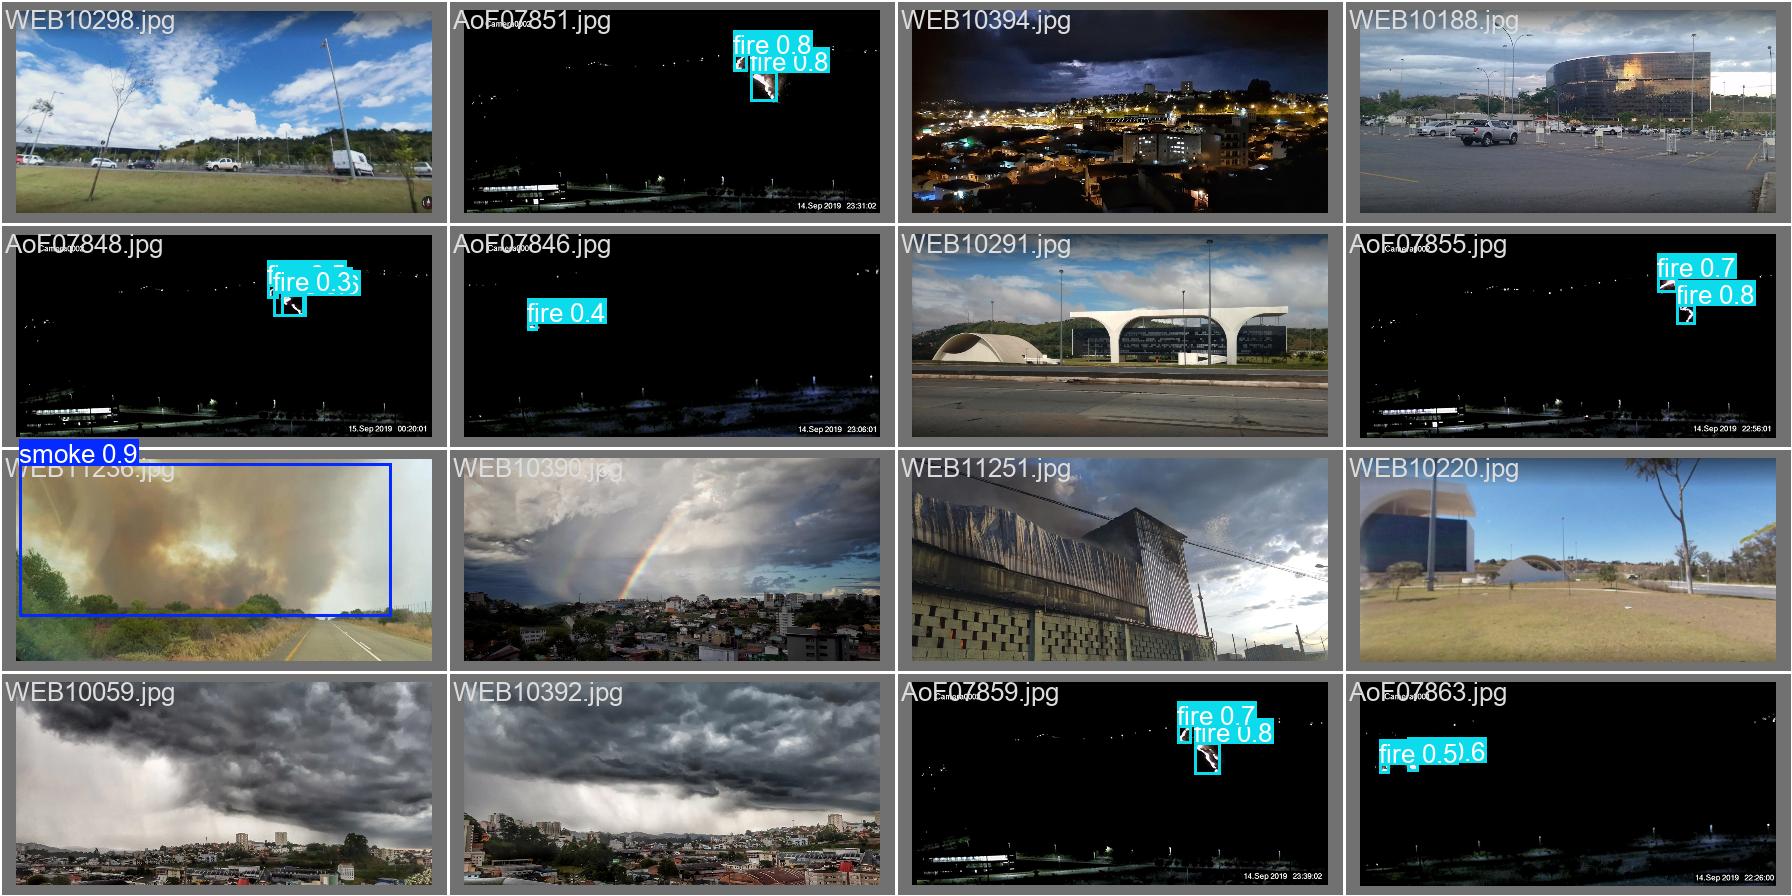 WEB10298.jpg
AoF07851.jpg
WEB10394.jpg
WEB10188.jpg
fire 0.8
fire 0.8
14.Sep 2019 23:31:02
AoF07848.jpg
AoF07846.jpg
WEB10291.jpg
AoF07855.jpg
fire 0.3
fire 0.4
fire 0.7
fire 0.8
15.Sep 2019 00:20:01
14.Sep 2019 23:06:01
14.Sep 2019 22:56:01
smoke 0.9
WEB11236.jpg
WEB10390.jpg
WEB11251.jpg
WEB10220.jpg
WEB10059.jpg
WEB10392.jpg
AoF07859.jpg
AoF07863.jpg
fire 0.7
fire 0.8
fire 0.5
.6
14.Sep 2019 23:39:02
14.Sep 2019 22:26:00